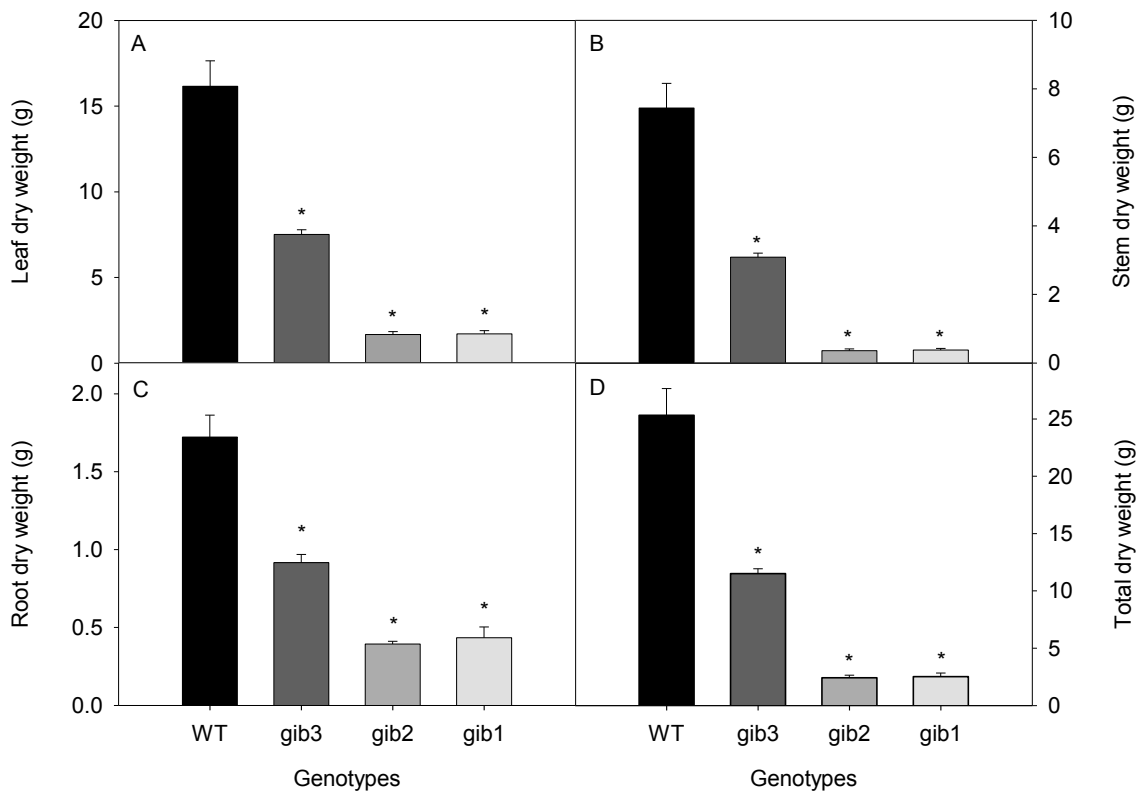 A
Leaf dry weight (g)
20
15
10
5
0
*
*
*
B
Stem dry weight (g)
10
8
6
4
2
0
*
*
*
C
Root dry weight (g)
2.0
1.5
1.0
0.5
0.0
*
*
*
WT gib3 gib2 gib1
Genotypes
D
Total dry weight (g)
25
20
15
10
5
0
*
*
*
WT gib3 gib2 gib1
Genotypes